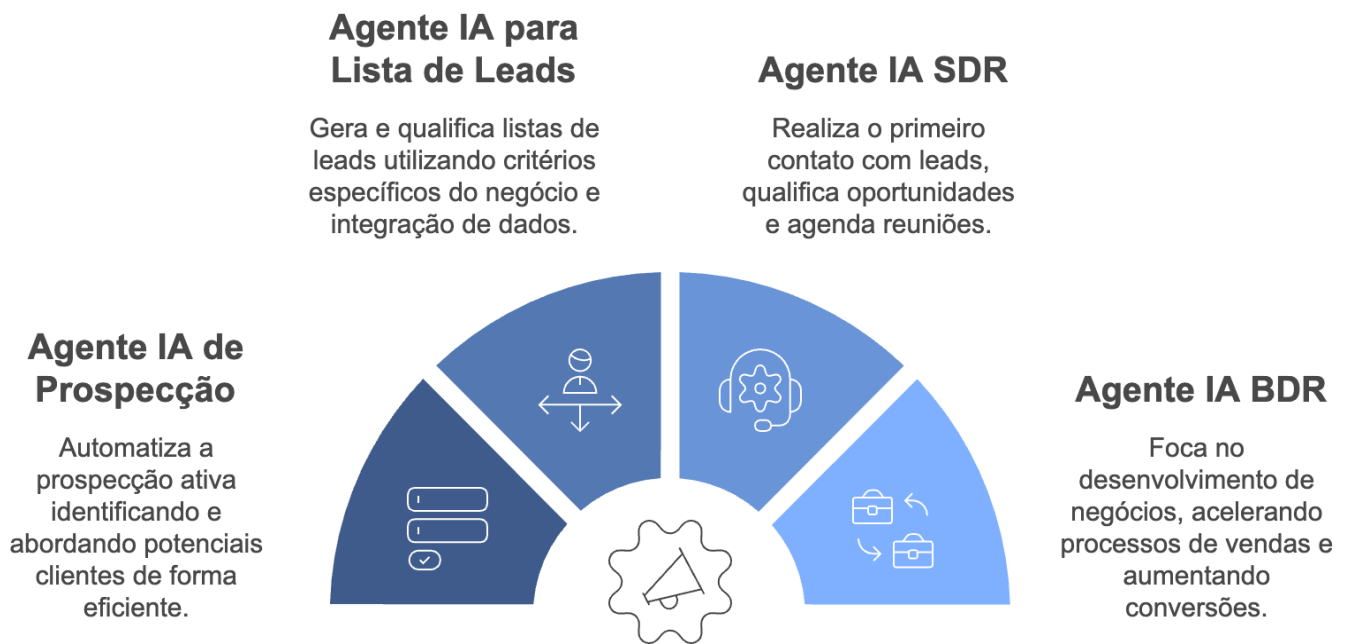 Agente IA para
Lista de Leads
Gera e qualifica listas de
leads utilizando critérios
específicos do negócio e
integração de dados.
Agente IA SDR
Realiza o primeiro
contato com leads,
qualifica oportunidades
e agenda reuniões.
Agente IA de
Prospecção
Automatiza a
prospecção ativa
identificando e
abordando potenciais
clientes de forma
eficiente.
Agente IA BDR
Foca no
desenvolvimento de
negócios, acelerando
processos de vendas e
aumentando
conversões.